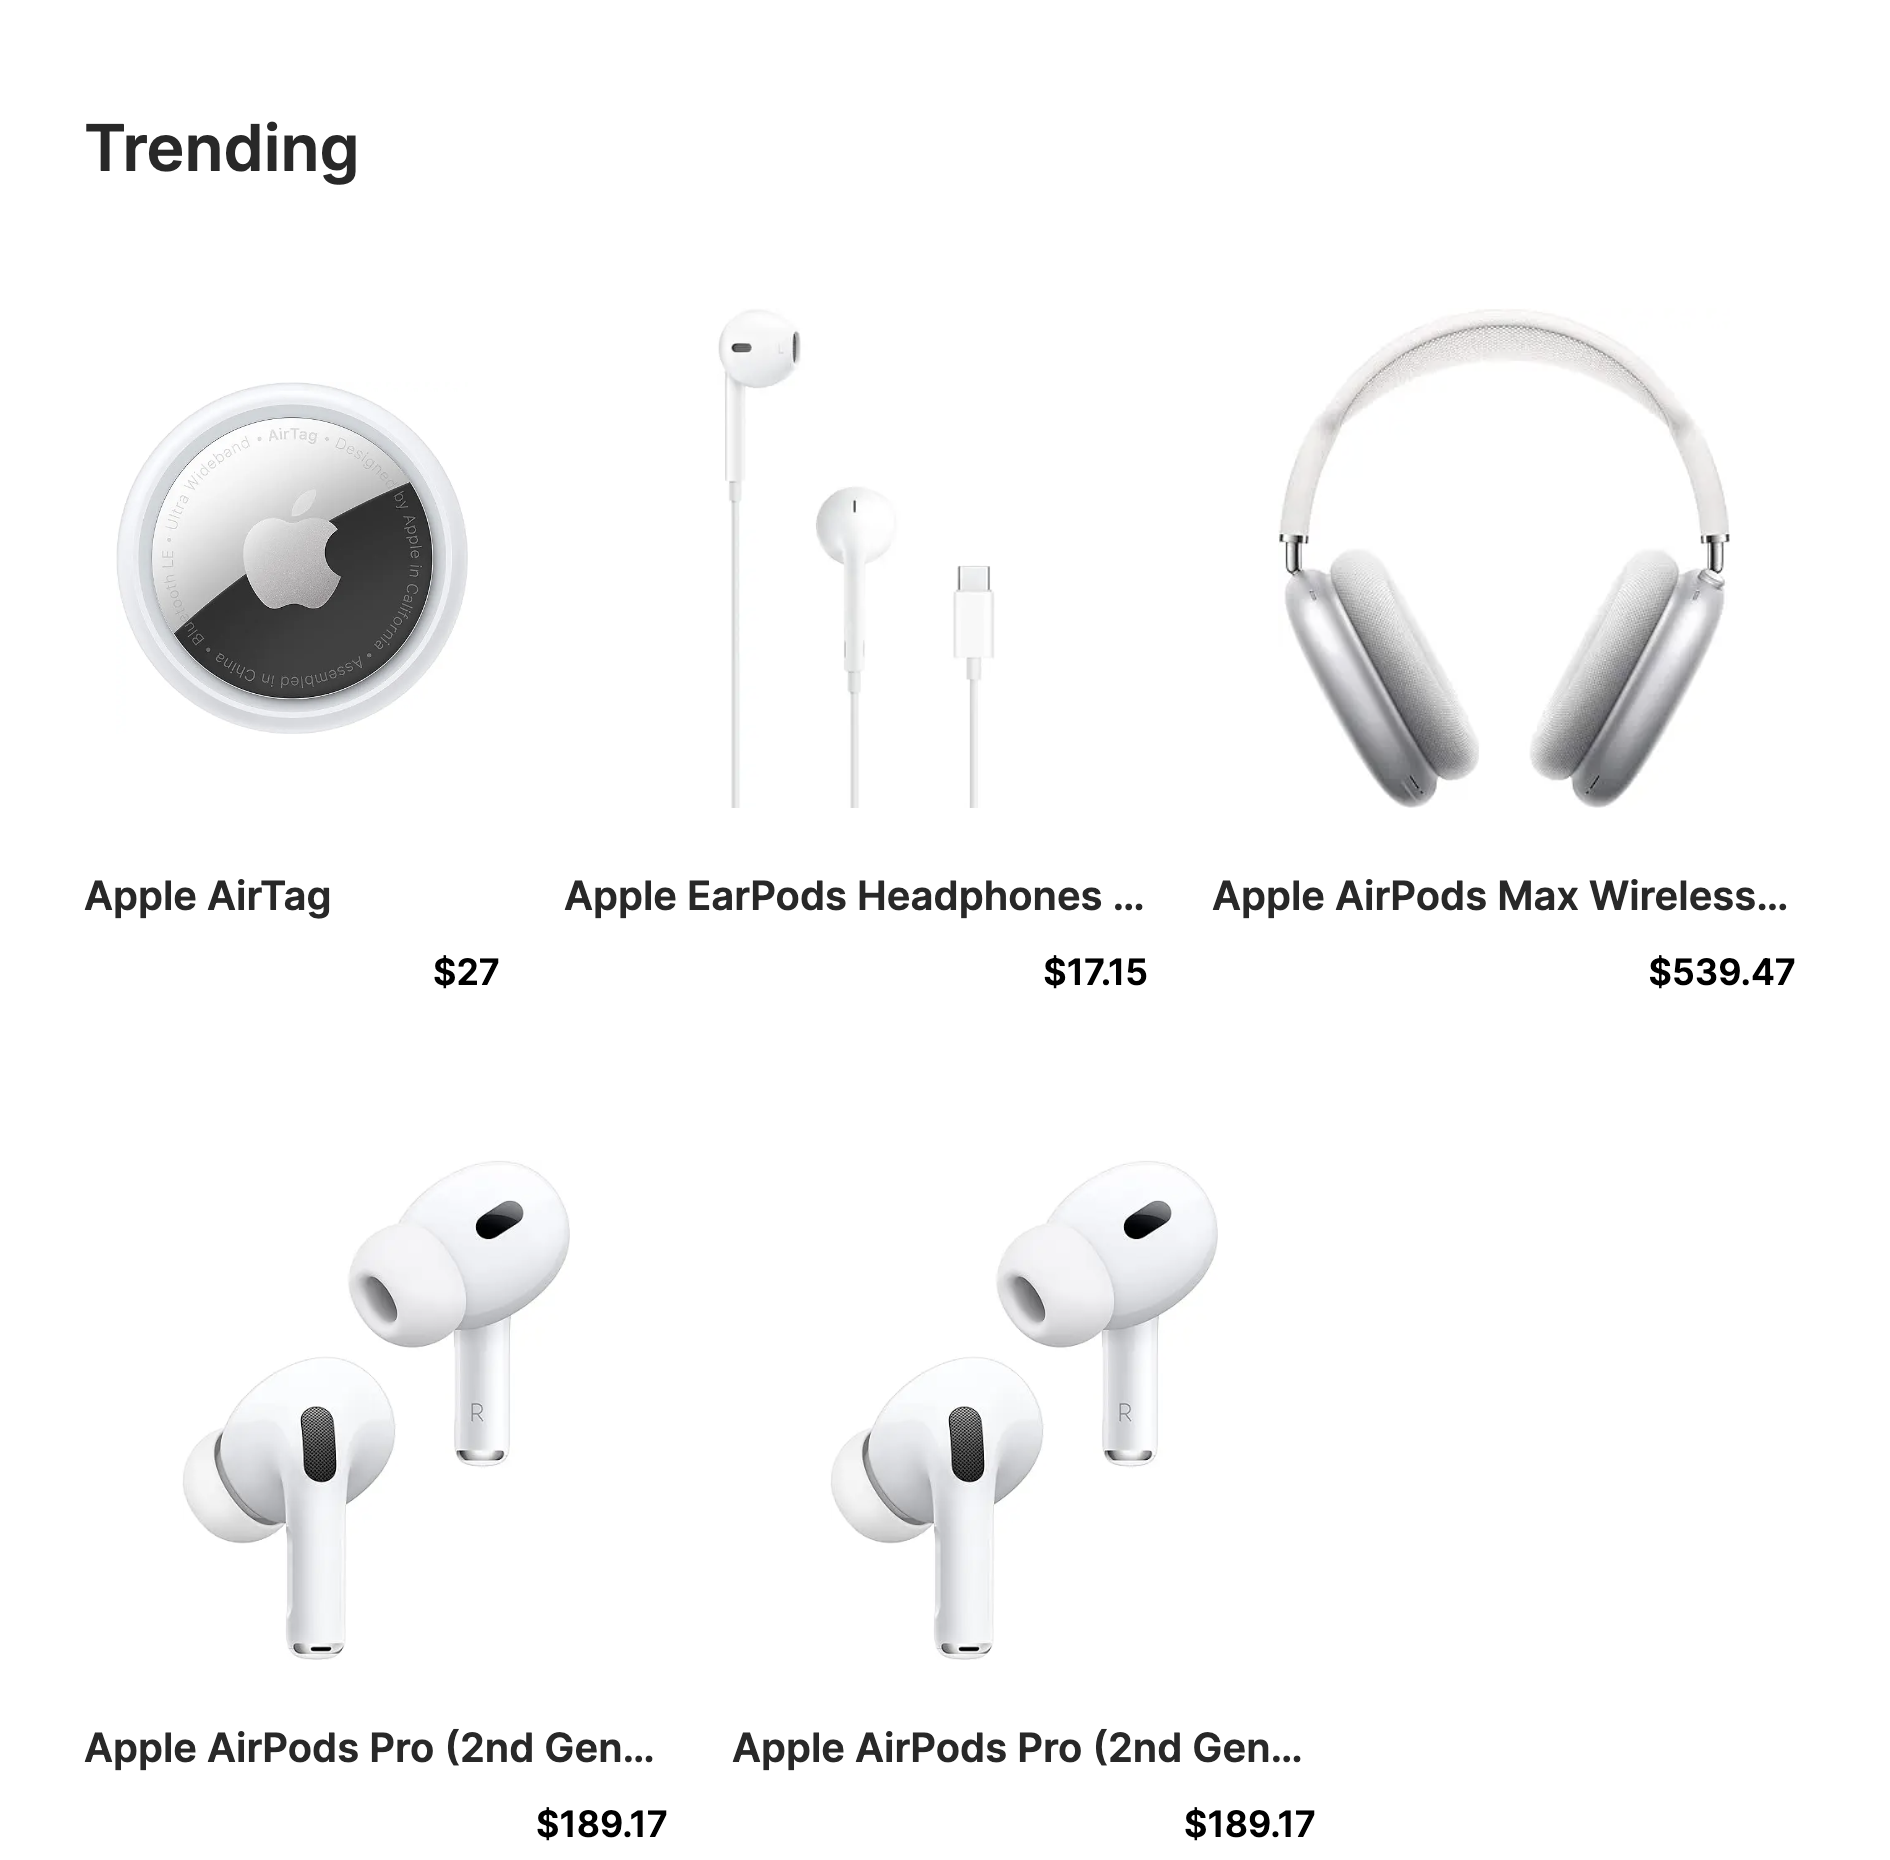 Trending
Bluetooth LE • Ultra Wideband • AirTag • Designed by Apple in California • Assembled in China •
L
Apple AirTag
Apple EarPods Headphones ...
Apple AirPods Max Wireless...
$27
$17.15
$539.47
R
R
Apple AirPods Pro (2nd Gen...
Apple AirPods Pro (2nd Gen...
$189.17
$189.17